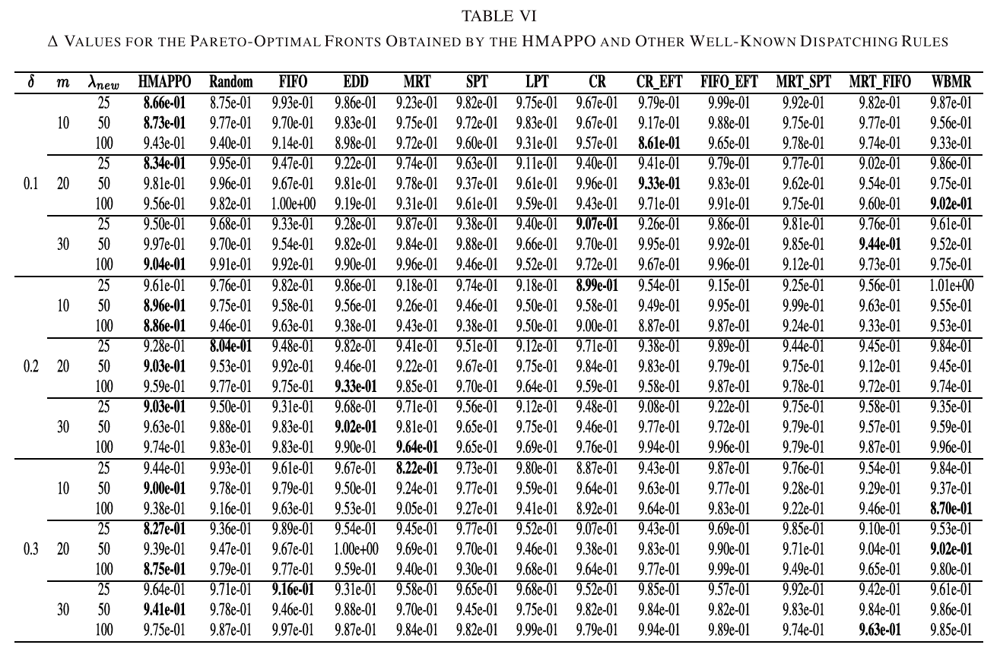 TABLE VI
Δ VALUES FOR THE PARETO-OPTIMAL FRONTS OBTAINED BY THE HMAPPO AND OTHER WELL-KNOWN DISPATCHING RULES
δ m λnew HMAPPO Random FIFO EDD MRT SPT LPT CR CR_EFT FIFO_EFT MRT_SPT MRT_FIFO WBMR
25 8.66e-01 8.75e-01 9.93e-01 9.86e-01 9.23e-01 9.82e-01 9.75e-01 9.67e-01 9.79e-01 9.99e-01 9.92e-01 9.82e-01 9.87e-01
10 50 8.73e-01 9.77e-01 9.70e-01 9.83e-01 9.75e-01 9.72e-01 9.83e-01 9.67e-01 9.17e-01 9.88e-01 9.75e-01 9.77e-01 9.56e-01
100 9.43e-01 9.40e-01 9.14e-01 8.98e-01 9.72e-01 9.60e-01 9.31e-01 9.57e-01 8.61e-01 9.65e-01 9.78e-01 9.74e-01 9.33e-01
25 8.34e-01 9.95e-01 9.47e-01 9.22e-01 9.74e-01 9.63e-01 9.11e-01 9.40e-01 9.41e-01 9.79e-01 9.77e-01 9.02e-01 9.86e-01
0.1 20 50 9.81e-01 9.96e-01 9.67e-01 9.81e-01 9.78e-01 9.37e-01 9.61e-01 9.96e-01 9.33e-01 9.83e-01 9.62e-01 9.54e-01 9.75e-01
100 9.56e-01 9.82e-01 1.00e+00 9.19e-01 9.31e-01 9.61e-01 9.59e-01 9.43e-01 9.71e-01 9.91e-01 9.75e-01 9.60e-01 9.02e-01
25 9.50e-01 9.68e-01 9.33e-01 9.28e-01 9.87e-01 9.38e-01 9.40e-01 9.07e-01 9.26e-01 9.86e-01 9.81e-01 9.76e-01 9.61e-01
30 50 9.97e-01 9.70e-01 9.54e-01 9.82e-01 9.84e-01 9.88e-01 9.66e-01 9.70e-01 9.95e-01 9.92e-01 9.85e-01 9.44e-01 9.52e-01
100 9.04e-01 9.91e-01 9.92e-01 9.90e-01 9.96e-01 9.46e-01 9.52e-01 9.72e-01 9.67e-01 9.96e-01 9.12e-01 9.73e-01 9.75e-01
25 9.61e-01 9.76e-01 9.82e-01 9.86e-01 9.18e-01 9.74e-01 9.18e-01 8.99e-01 9.54e-01 9.15e-01 9.25e-01 9.56e-01 1.01e+00
10 50 8.96e-01 9.75e-01 9.58e-01 9.56e-01 9.26e-01 9.46e-01 9.50e-01 9.58e-01 9.49e-01 9.95e-01 9.99e-01 9.63e-01 9.55e-01
100 8.86e-01 9.46e-01 9.63e-01 9.38e-01 9.43e-01 9.38e-01 9.50e-01 9.00e-01 8.87e-01 9.87e-01 9.24e-01 9.33e-01 9.53e-01
25 9.28e-01 8.04e-01 9.48e-01 9.82e-01 9.41e-01 9.51e-01 9.12e-01 9.71e-01 9.38e-01 9.89e-01 9.44e-01 9.45e-01 9.84e-01
0.2 20 50 9.03e-01 9.53e-01 9.92e-01 9.46e-01 9.22e-01 9.67e-01 9.75e-01 9.84e-01 9.83e-01 9.79e-01 9.75e-01 9.12e-01 9.45e-01
100 9.59e-01 9.77e-01 9.75e-01 9.33e-01 9.85e-01 9.70e-01 9.64e-01 9.59e-01 9.58e-01 9.87e-01 9.78e-01 9.72e-01 9.74e-01
25 9.03e-01 9.50e-01 9.31e-01 9.68e-01 9.71e-01 9.56e-01 9.12e-01 9.48e-01 9.08e-01 9.22e-01 9.75e-01 9.58e-01 9.35e-01
30 50 9.63e-01 9.88e-01 9.83e-01 9.02e-01 9.81e-01 9.65e-01 9.75e-01 9.46e-01 9.77e-01 9.72e-01 9.79e-01 9.57e-01 9.59e-01
100 9.74e-01 9.83e-01 9.83e-01 9.90e-01 9.64e-01 9.65e-01 9.69e-01 9.76e-01 9.94e-01 9.96e-01 9.79e-01 9.87e-01 9.96e-01
25 9.44e-01 9.93e-01 9.61e-01 9.67e-01 8.22e-01 9.73e-01 9.80e-01 8.87e-01 9.43e-01 9.87e-01 9.76e-01 9.54e-01 9.84e-01
10 50 9.00e-01 9.78e-01 9.79e-01 9.50e-01 9.24e-01 9.77e-01 9.59e-01 9.64e-01 9.63e-01 9.77e-01 9.28e-01 9.29e-01 9.37e-01
100 9.38e-01 9.16e-01 9.63e-01 9.53e-01 9.05e-01 9.27e-01 9.41e-01 8.92e-01 9.64e-01 9.83e-01 9.22e-01 9.46e-01 8.70e-01
25 8.27e-01 9.36e-01 9.89e-01 9.54e-01 9.45e-01 9.77e-01 9.52e-01 9.07e-01 9.43e-01 9.69e-01 9.85e-01 9.10e-01 9.53e-01
0.3 20 50 9.39e-01 9.47e-01 9.67e-01 1.00e+00 9.69e-01 9.70e-01 9.46e-01 9.38e-01 9.83e-01 9.90e-01 9.71e-01 9.04e-01 9.02e-01
100 8.75e-01 9.79e-01 9.77e-01 9.59e-01 9.40e-01 9.30e-01 9.68e-01 9.64e-01 9.77e-01 9.99e-01 9.49e-01 9.65e-01 9.80e-01
25 9.64e-01 9.71e-01 9.16e-01 9.31e-01 9.58e-01 9.65e-01 9.68e-01 9.52e-01 9.85e-01 9.57e-01 9.92e-01 9.42e-01 9.61e-01
30 50 9.41e-01 9.78e-01 9.46e-01 9.88e-01 9.70e-01 9.45e-01 9.75e-01 9.82e-01 9.84e-01 9.82e-01 9.83e-01 9.84e-01 9.86e-01
100 9.75e-01 9.87e-01 9.97e-01 9.87e-01 9.84e-01 9.82e-01 9.99e-01 9.79e-01 9.94e-01 9.89e-01 9.74e-01 9.63e-01 9.85e-01